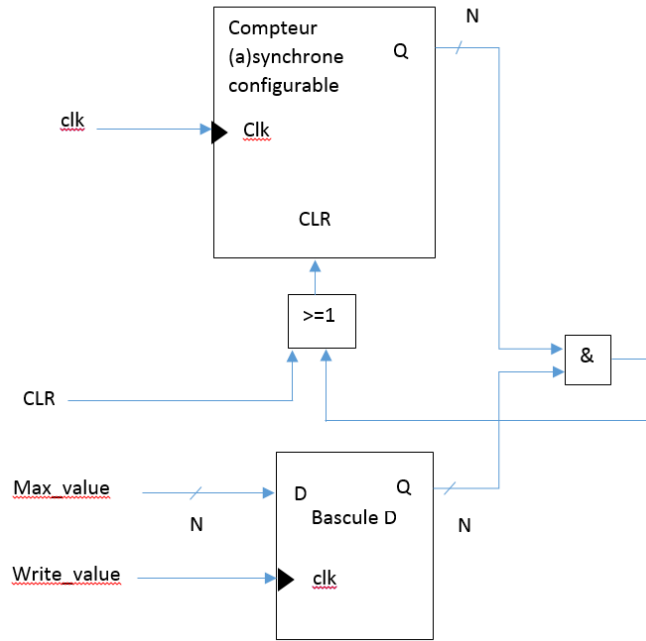 N
Compteur
(a)synchrone
configurable
Q
clk
Clk
CLR
>=1
&
CLR
Max_value
N
D
Q
Bascule D
N
Write_value
clk